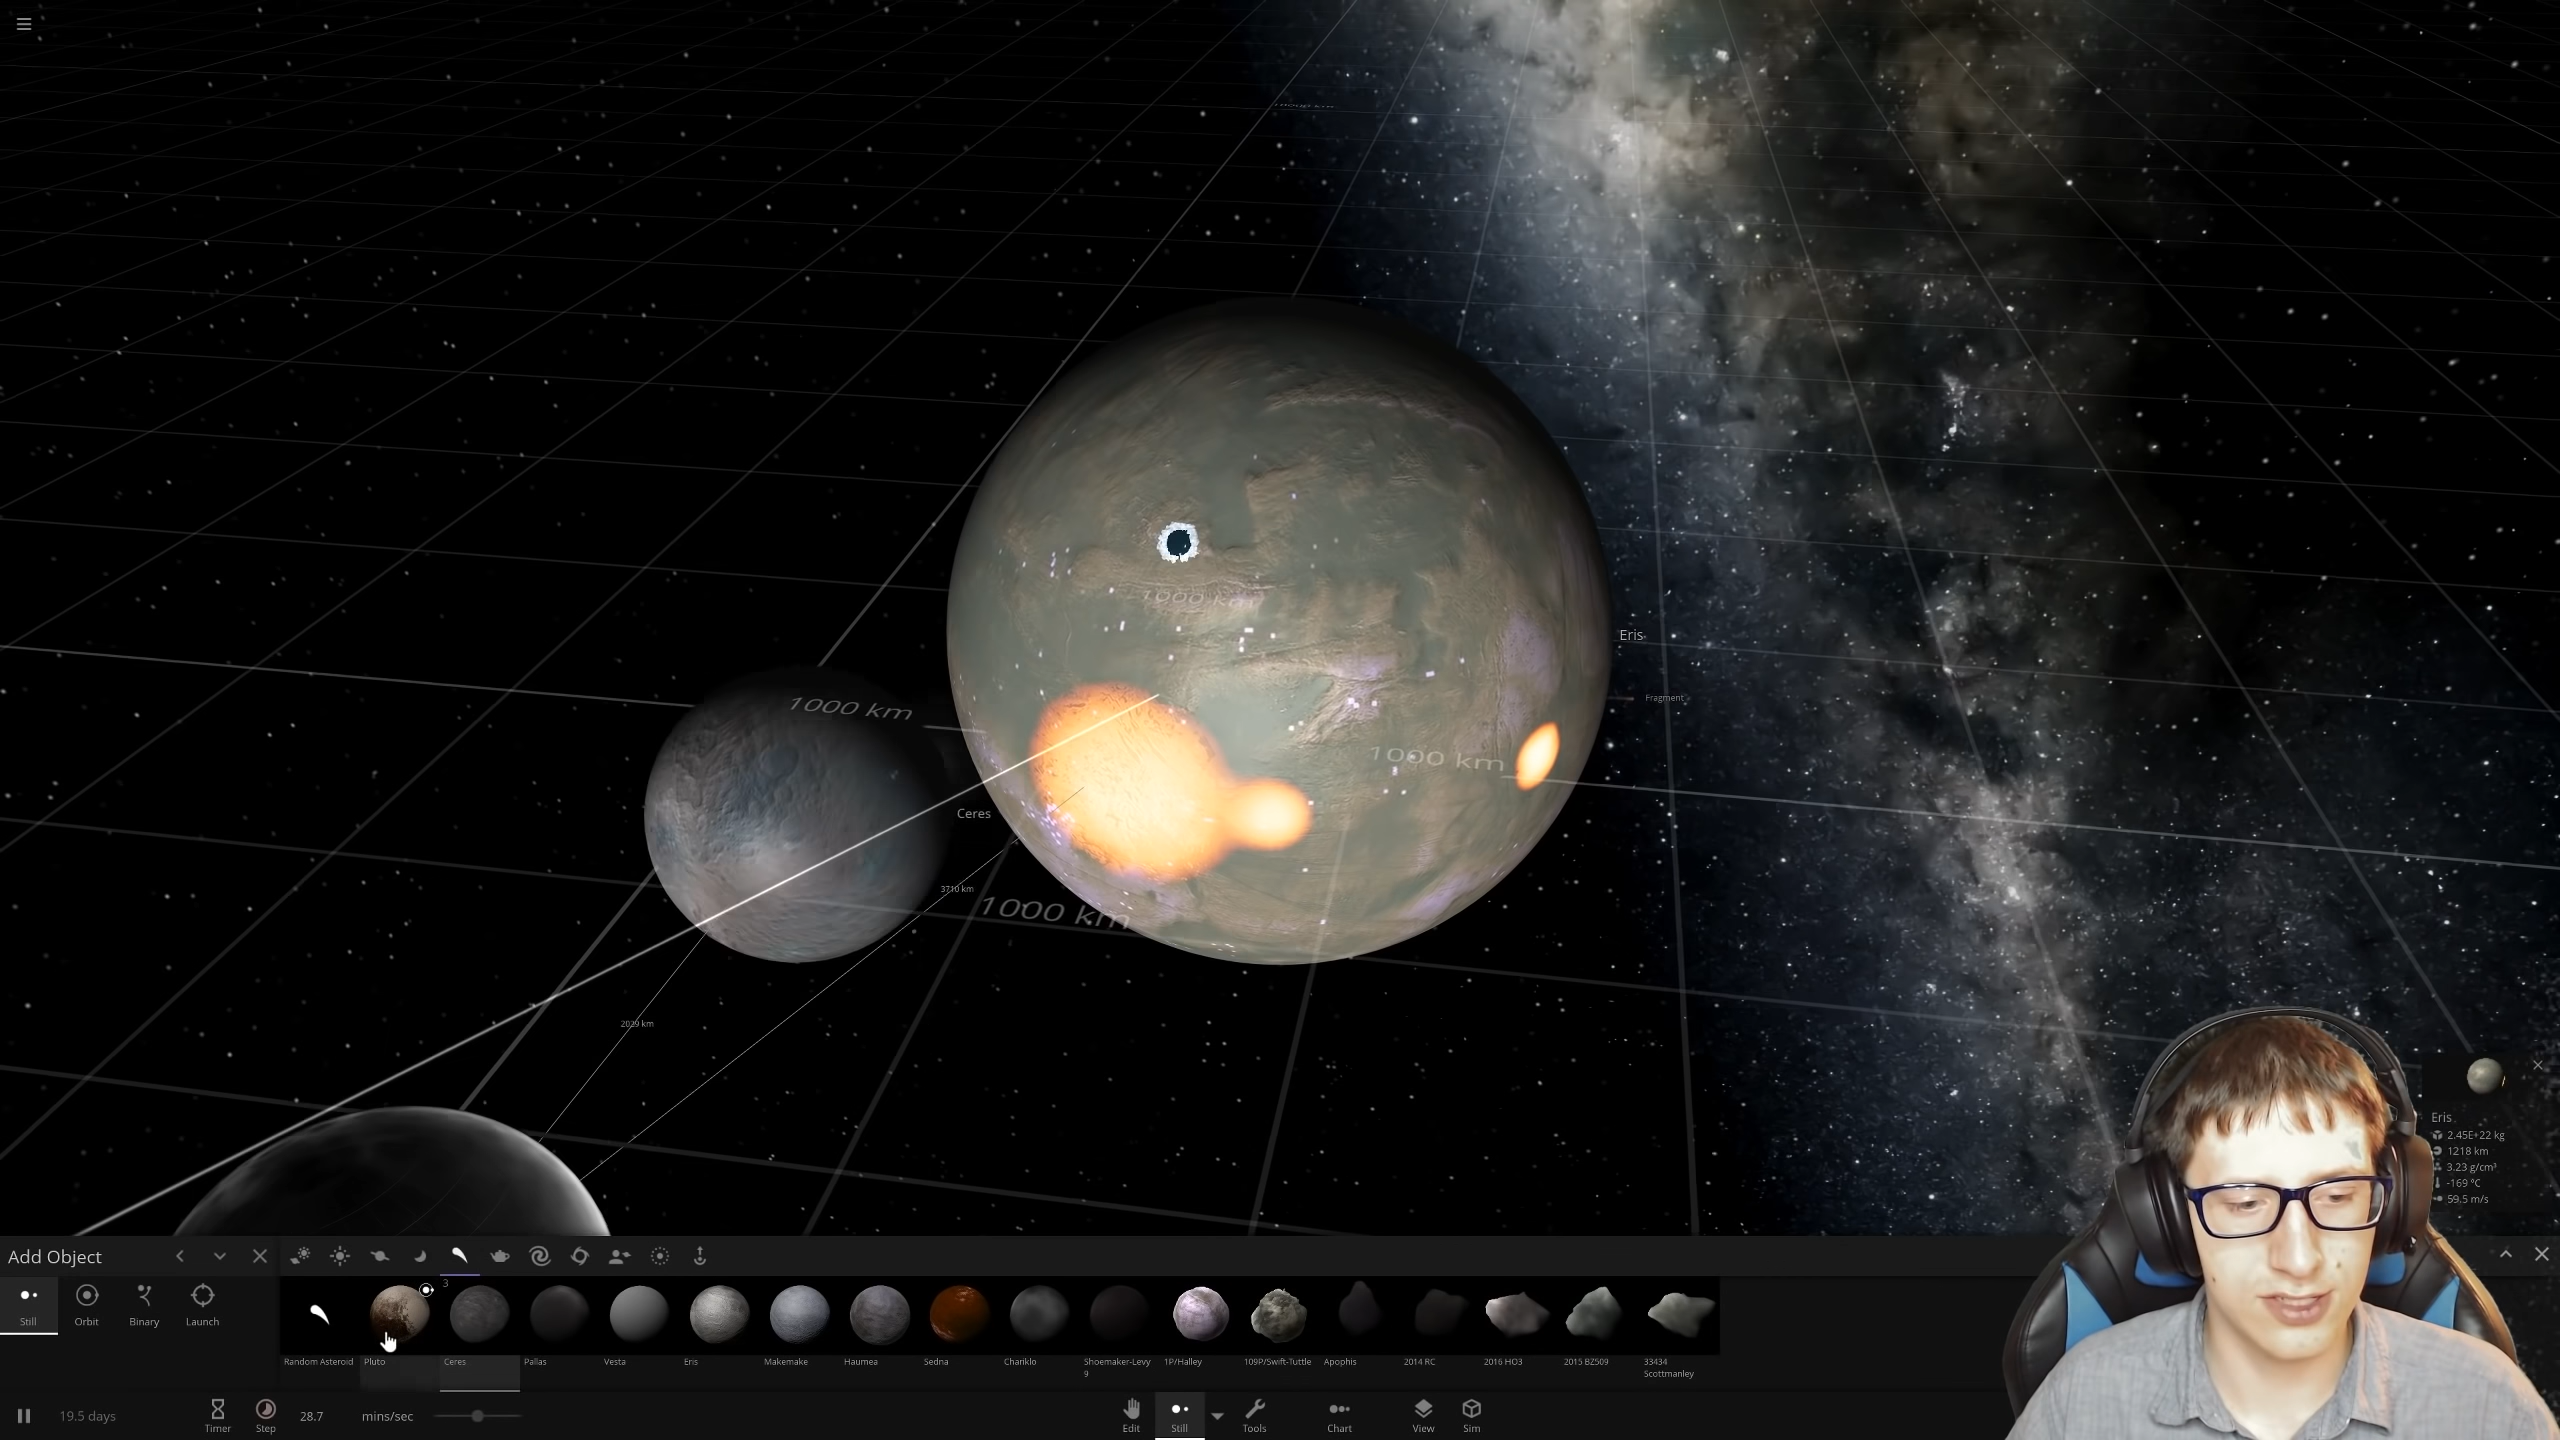 1000 km
Eris
Fragment
1000 km
1000 km
Ceres
3710 km
1000 km
2029 km
Eris
2.45E+22 kg
1218 km
3.23 g/cm³
-169 °C
59.5 m/s
Add Object
3
Still Orbit Binary Launch
Random Asteroid Pluto Ceres Pallas Vesta Eris Makemake Haumea Sedna Chariklo Shoemaker-Levy 9 1P/Halley 109P/Swift-Tuttle Apophis 2014 RC 2016 HO3 2015 BZ509 33434 Scottmanley
19.5 days Timer Step 28.7 mins/sec Edit Still Tools Chart View Sim